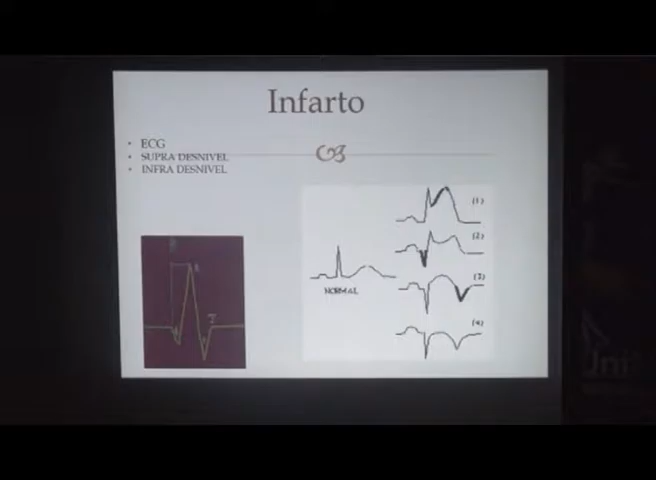 Infarto
• ECG
• SUPRA DESNIVEL
• INFRA DESNIVEL
(1)
(2)
(3)
(4)
NORMAL
T